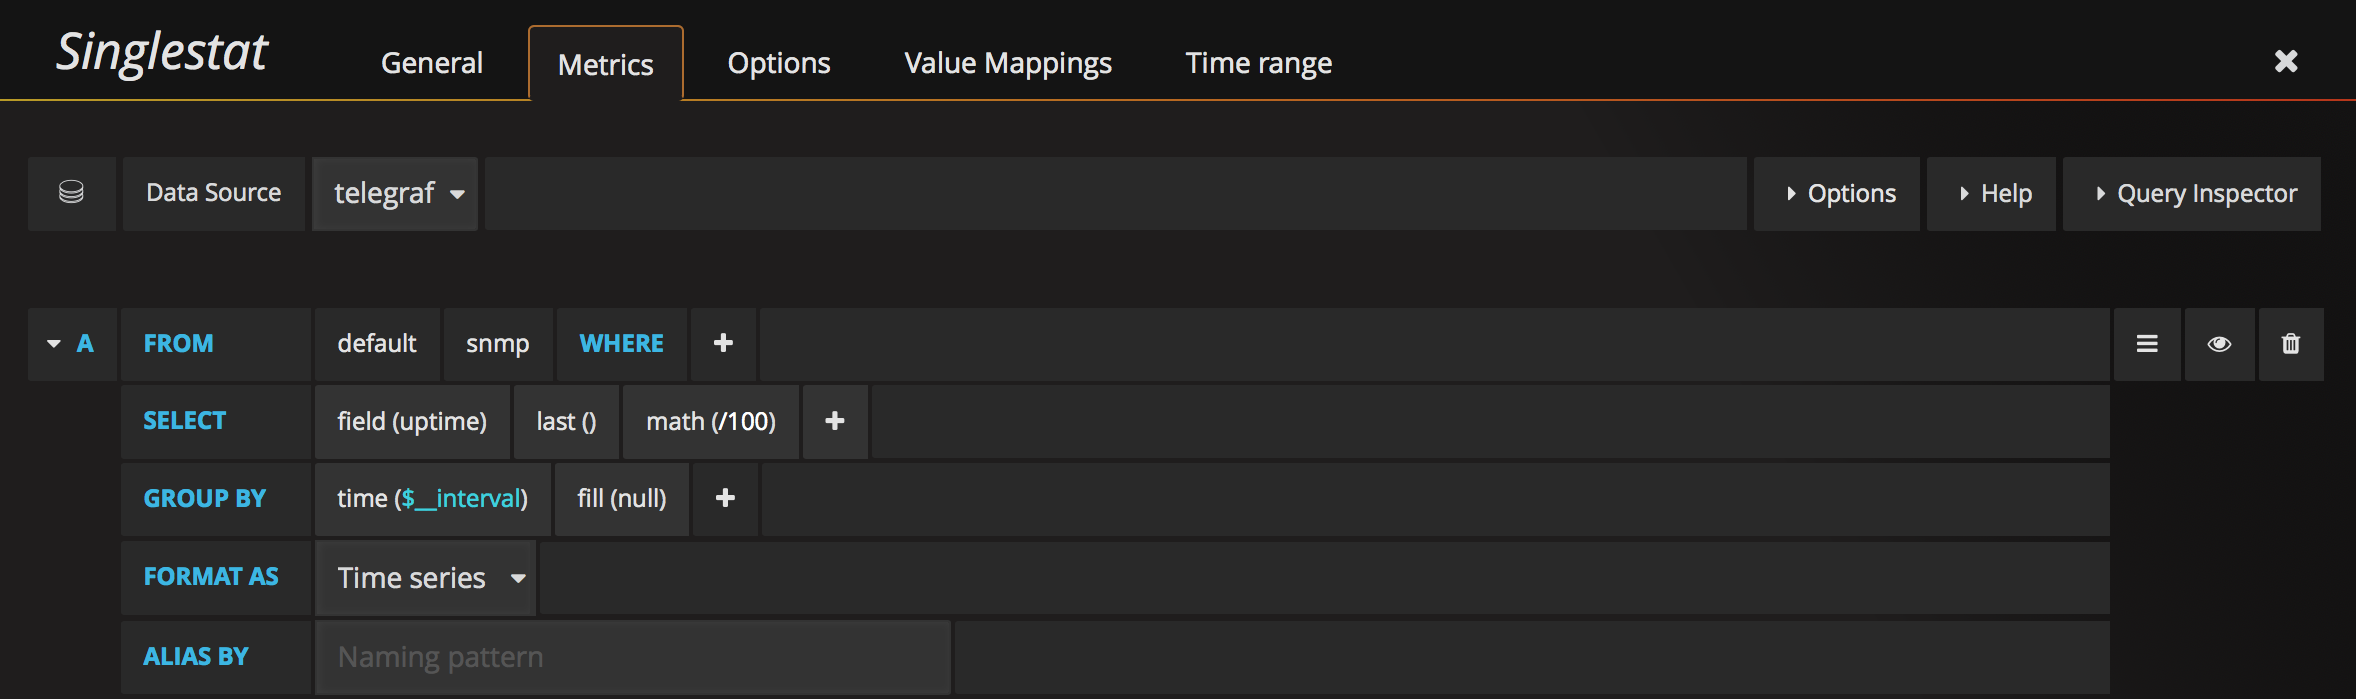 Singlestat General Metrics Options Value Mappings Time range
Data Source telegraf Options Help Query Inspector
A FROM default snmp WHERE
SELECT field (uptime) last () math (/100)
GROUP BY time ($__interval) fill (null)
FORMAT AS Time series
ALIAS BY Naming pattern